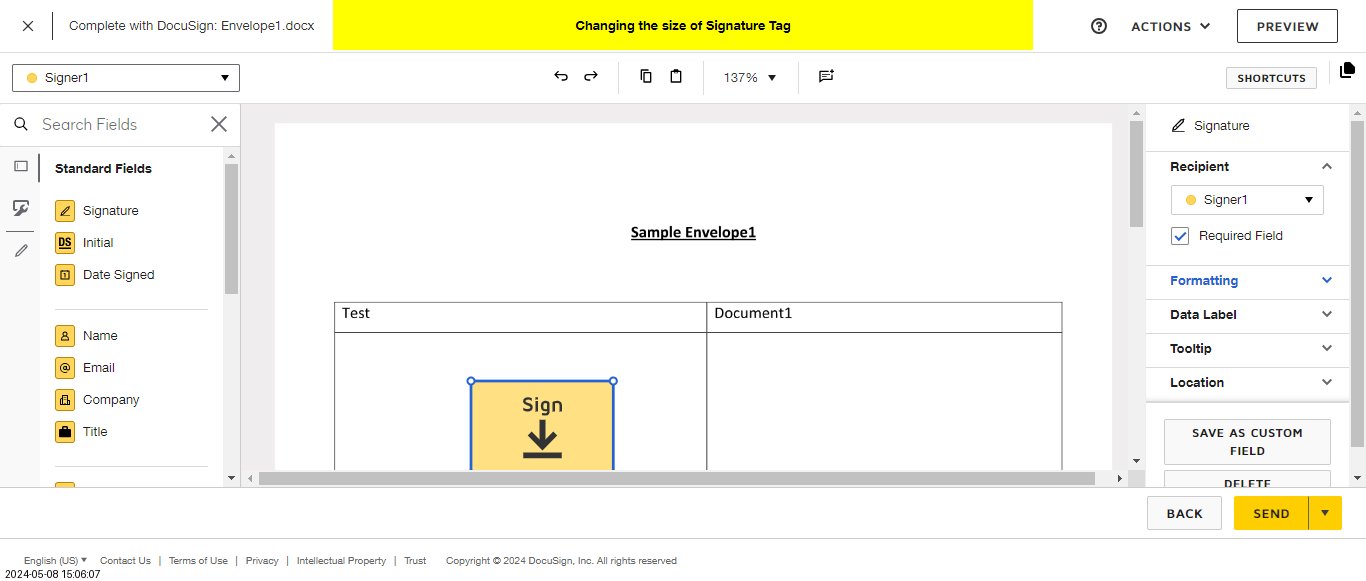 Complete with DocuSign: Envelope1.docx
Changing the size of Signature Tag
ACTIONS
PREVIEW
Signer1
137%
SHORTCUTS
Search Fields
Standard Fields
Signature
DS Initial
1 Date Signed
Name
@ Email
Company
Title
Sample Envelope1
Test
Document1
Sign
Signature
Recipient
Signer1
Required Field
Formatting
Data Label
Tooltip
Location
SAVE AS CUSTOM
FIELD
DELETE
BACK
SEND
English (US) Contact Us | Terms of Use | Privacy | Intellectual Property | Trust Copyright © 2024 DocuSign, Inc. All rights reserved
2024-05-08 15:06:07